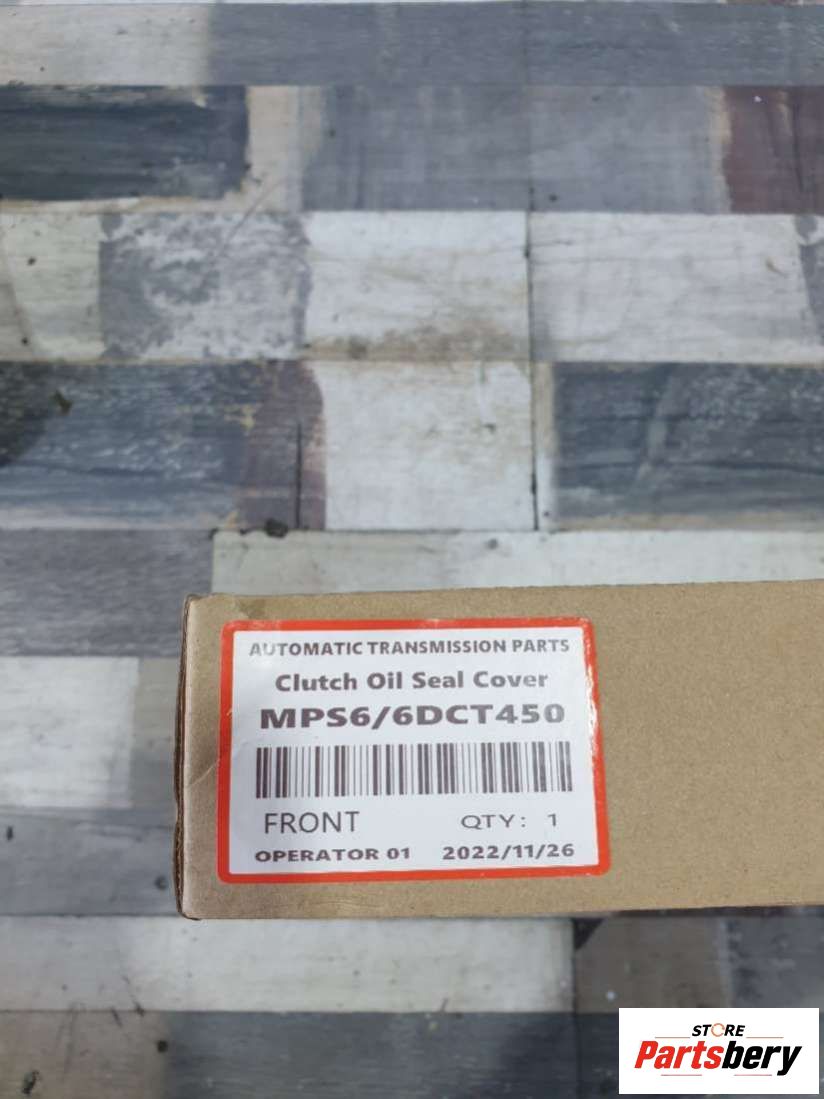 AUTOMATIC TRANSMISSION PARTS
Clutch Oil Seal Cover
MPS6/6DCT450
FRONT QTY: 1
OPERATOR 01 2022/11/26
STORE
Partsbery